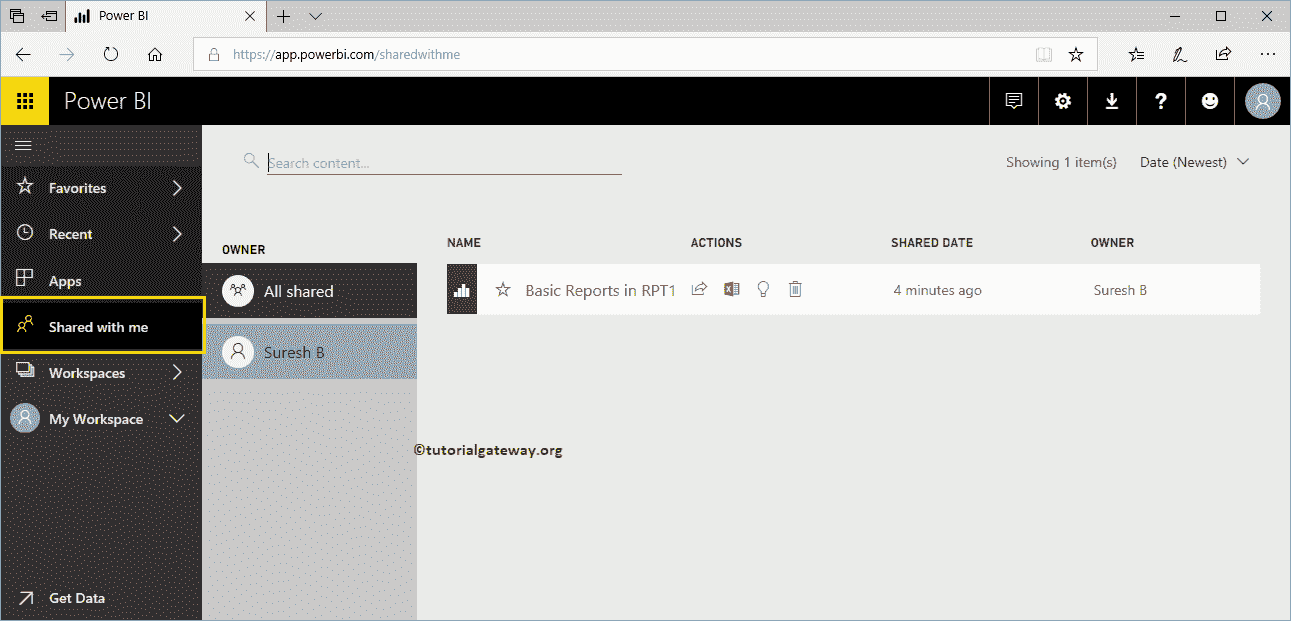 Power BI
https://app.powerbi.com/sharedwithme
Power BI
Search content...
Showing 1 item(s)
Date (Newest)
Favorites
Recent
Apps
Shared with me
Workspaces
My Workspace
Get Data
OWNER
All shared
Suresh B
NAME ACTIONS SHARED DATE OWNER
Basic Reports in RPT1 4 minutes ago Suresh B
©tutorialgateway.org